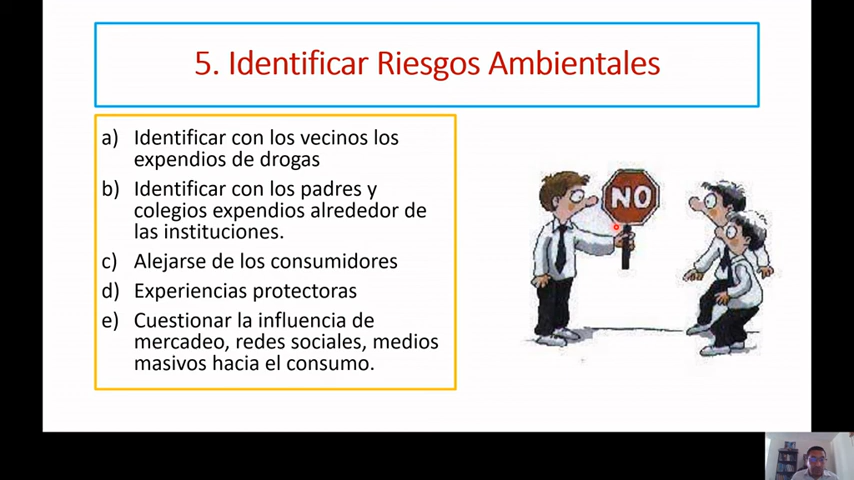 5. Identificar Riesgos Ambientales
a) Identificar con los vecinos los
expendios de drogas
b) Identificar con los padres y
colegios expendios alrededor de
las instituciones.
c) Alejarse de los consumidores
d) Experiencias protectoras
e) Cuestionar la influencia de
mercadeo, redes sociales, medios
masivos hacia el consumo.
NO